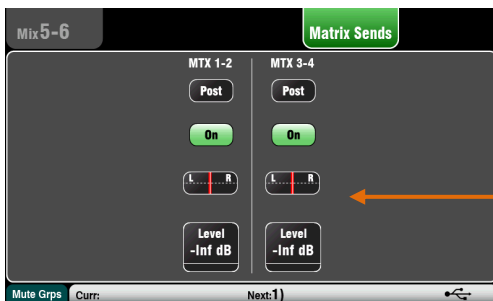 Mix5-6 Matrix Sends
MTX 1-2 MTX 3-4
Post Post
On On
L R L R
Level Level
-Inf dB -Inf dB
Mute Grps Curr: Next:1)